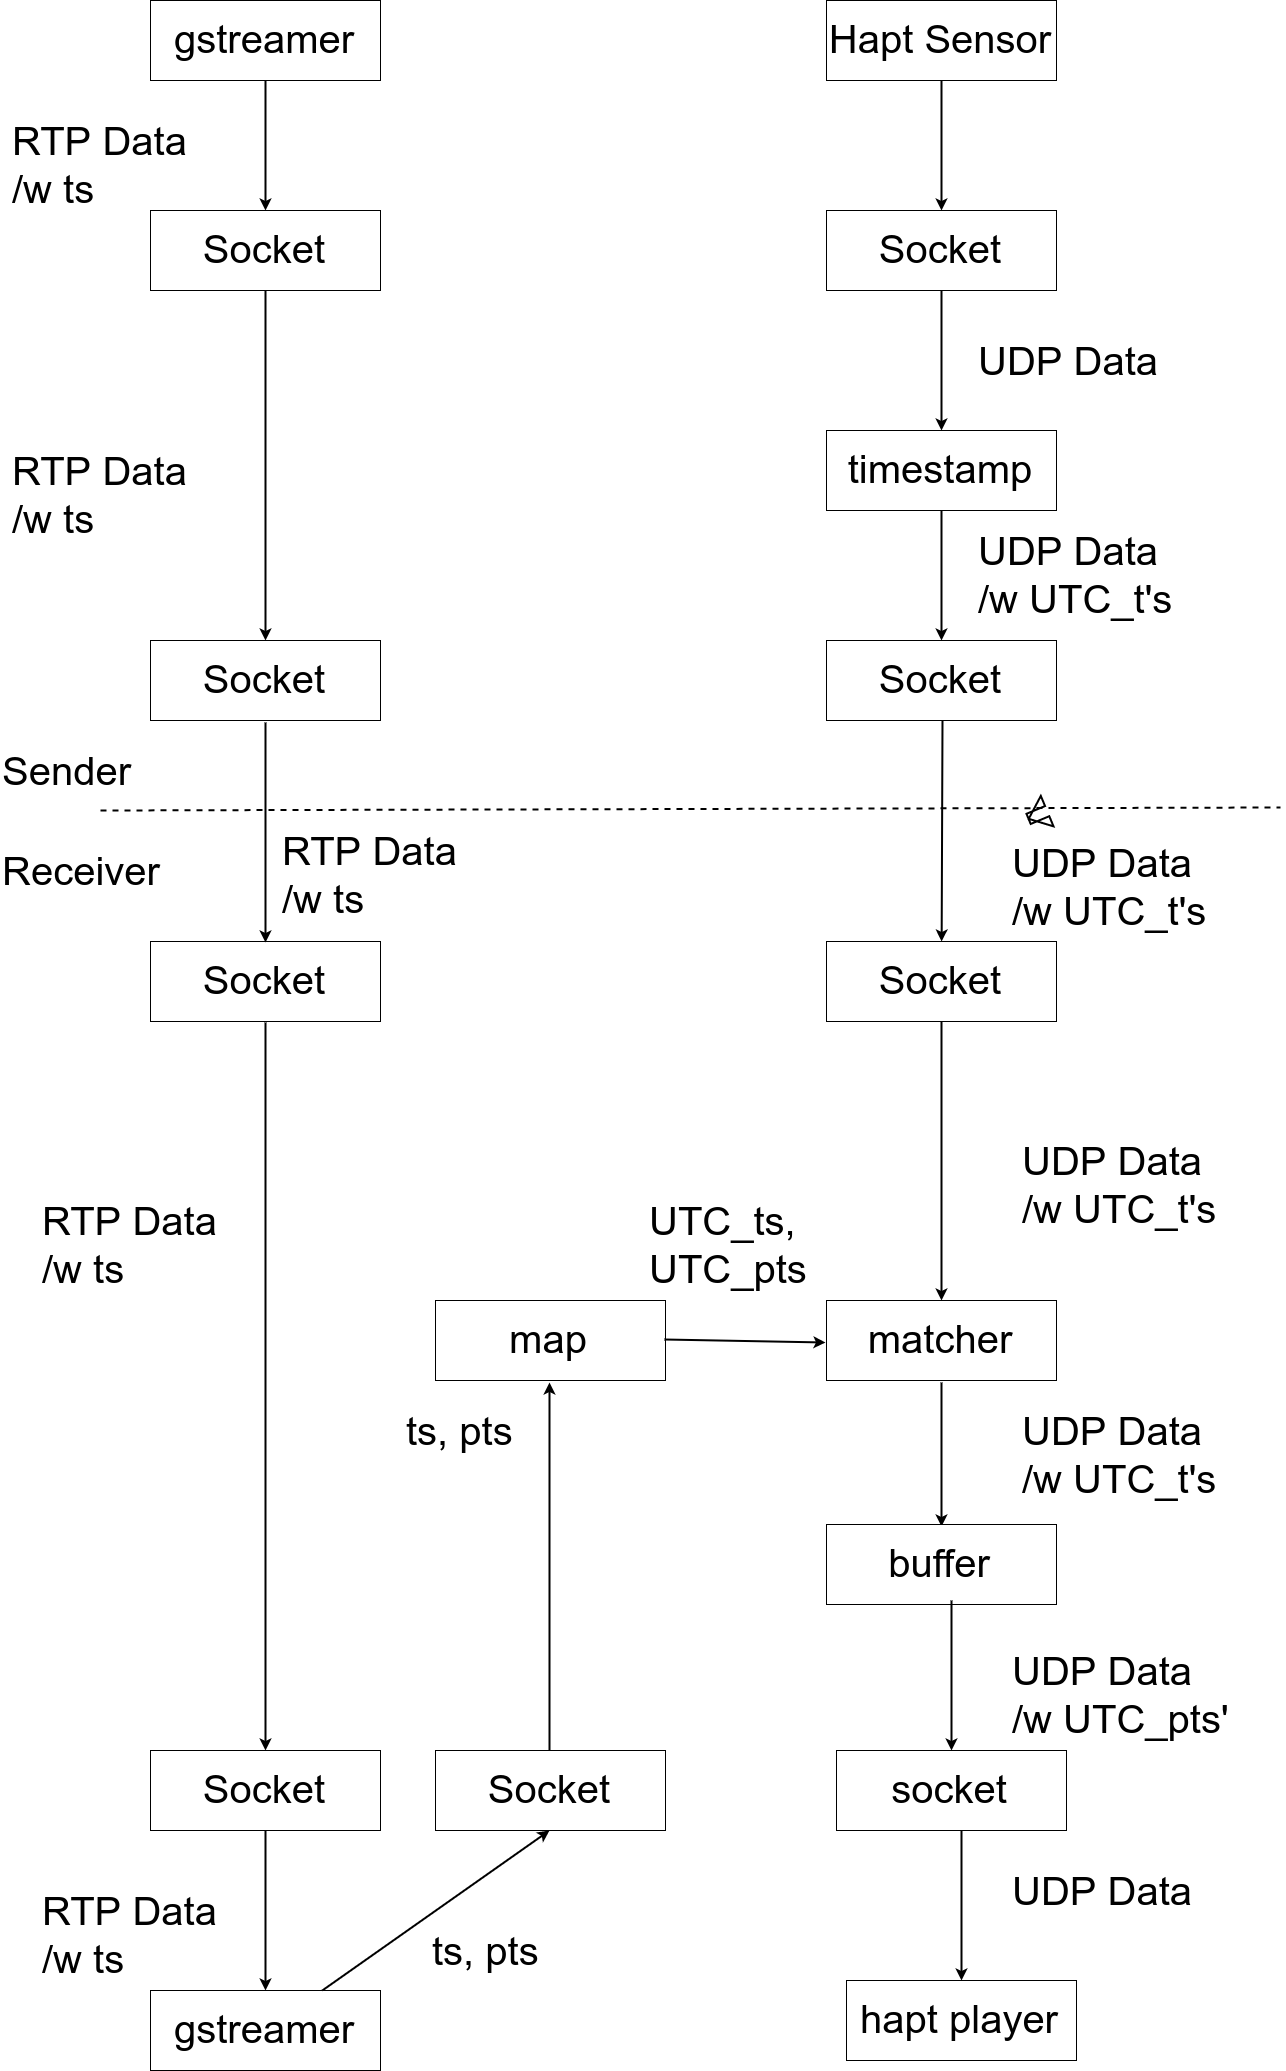 gstreamer
Hapt Sensor
RTP Data
/w ts
Socket
Socket
UDP Data
RTP Data
/w ts
timestamp
UDP Data
/w UTC_t's
Socket
Socket
Sender
Receiver
RTP Data
/w ts
UDP Data
/w UTC_t's
Socket
Socket
UDP Data
/w UTC_t's
RTP Data
/w ts
UTC_ts,
UTC_pts
map
matcher
ts, pts
UDP Data
/w UTC_t's
buffer
UDP Data
/w UTC_pts'
Socket
Socket
socket
RTP Data
/w ts
ts, pts
UDP Data
gstreamer
hapt player